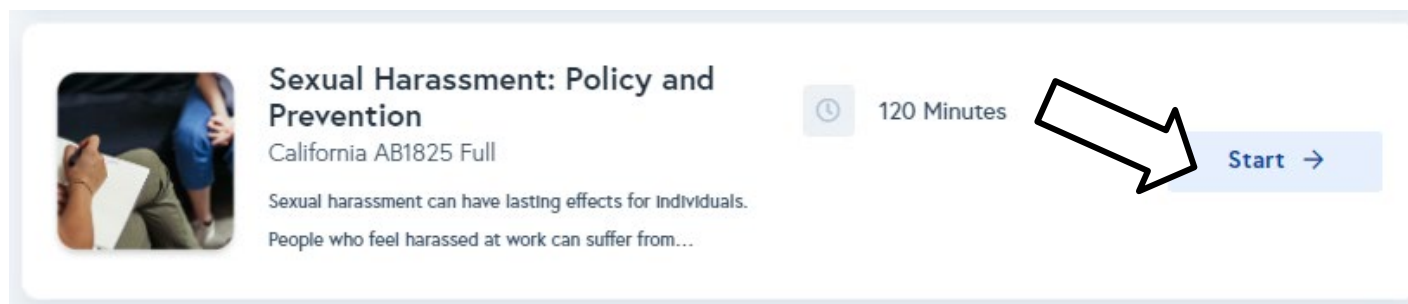 Sexual Harassment: Policy and
Prevention
California AB1825 Full
Sexual harassment can have lasting effects for individuals.
People who feel harassed at work can suffer from...
120 Minutes
Start →